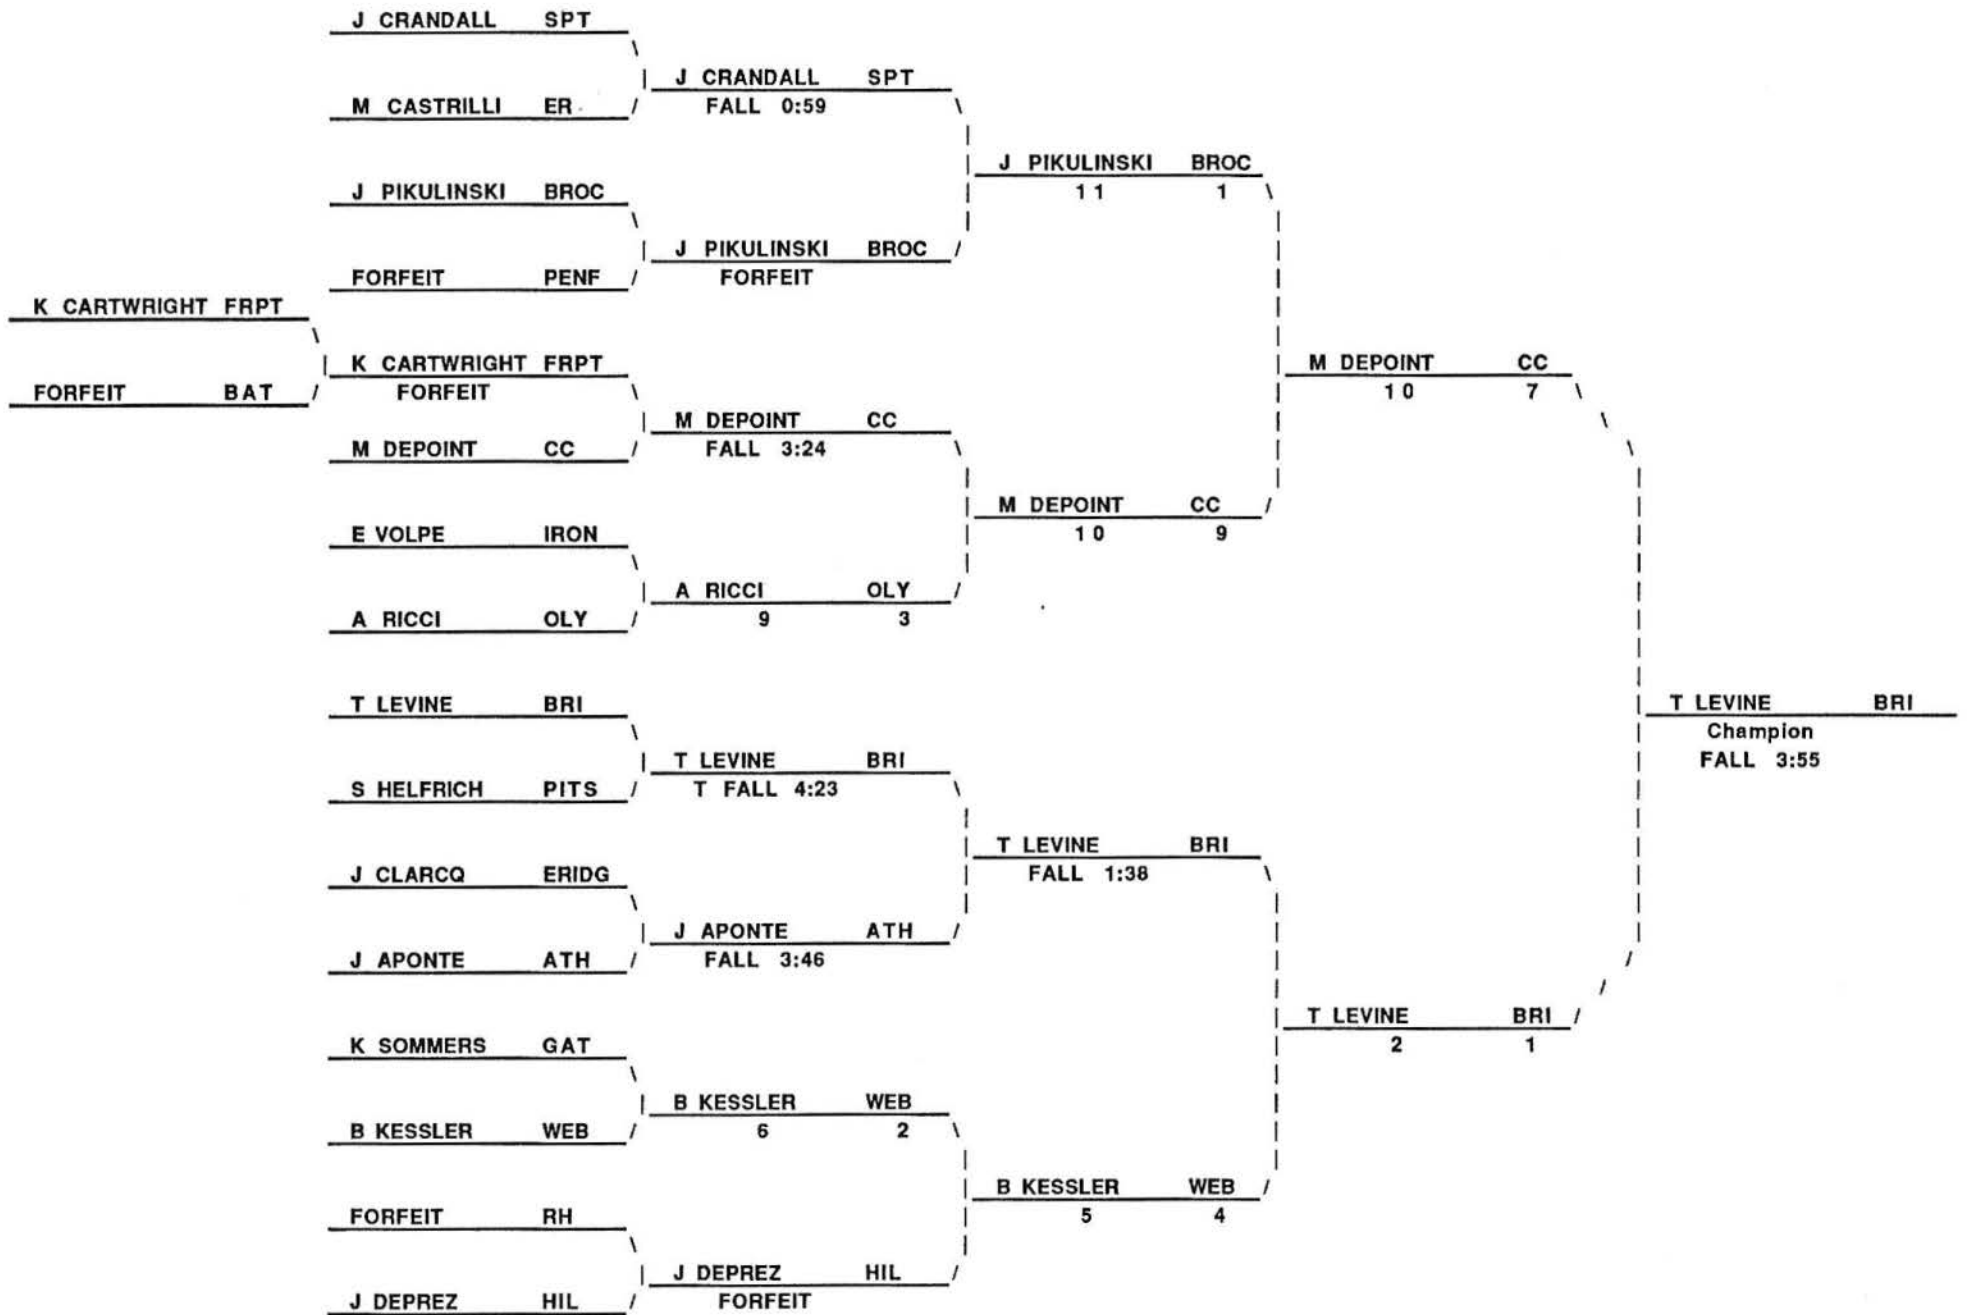 J CRANDALL SPT
J CRANDALL SPT
M CASTRILLI ER
FALL 0:59
J PIKULINSKI BROC
11 1
J PIKULINSKI BROC
J PIKULINSKI BROC
FORFEIT PENF
FORFEIT
K CARTWRIGHT FRPT
K CARTWRIGHT FRPT
FORFEIT
M DEPOINT CC
10 7
FORFEIT BAT
M DEPOINT CC
FALL 3:24
M DEPOINT CC
M DEPOINT CC
10 9
E VOLPE IRON
A RICCI OLY
9 3
A RICCI OLY
T LEVINE BRI
T LEVINE BRI
Champion
FALL 3:55
T LEVINE BRI
T FALL 4:23
S HELFRICH PITS
T LEVINE BRI
FALL 1:38
J CLARCQ ERIDG
J APONTE ATH
FALL 3:46
J APONTE ATH
T LEVINE BRI
2 1
K SOMMERS GAT
B KESSLER WEB
6 2
B KESSLER WEB
B KESSLER WEB
5 4
FORFEIT RH
J DEPREZ HIL
FORFEIT
J DEPREZ HIL